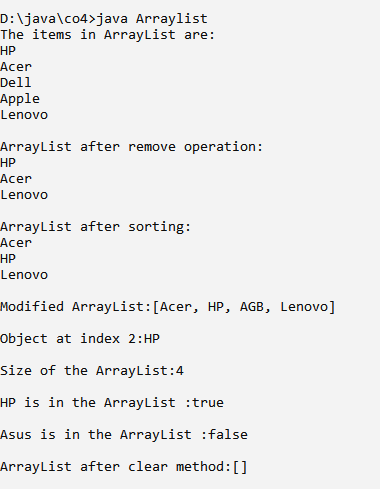 D:\java\co4>java Arraylist
The items in ArrayList are:
HP
Acer
Dell
Apple
Lenovo
ArrayList after remove operation:
HP
Acer
Lenovo
ArrayList after sorting:
Acer
HP
Lenovo
Modified ArrayList:[Acer, HP, AGB, Lenovo]
Object at index 2:HP
Size of the ArrayList:4
HP is in the ArrayList :true
Asus is in the ArrayList :false
ArrayList after clear method:[]